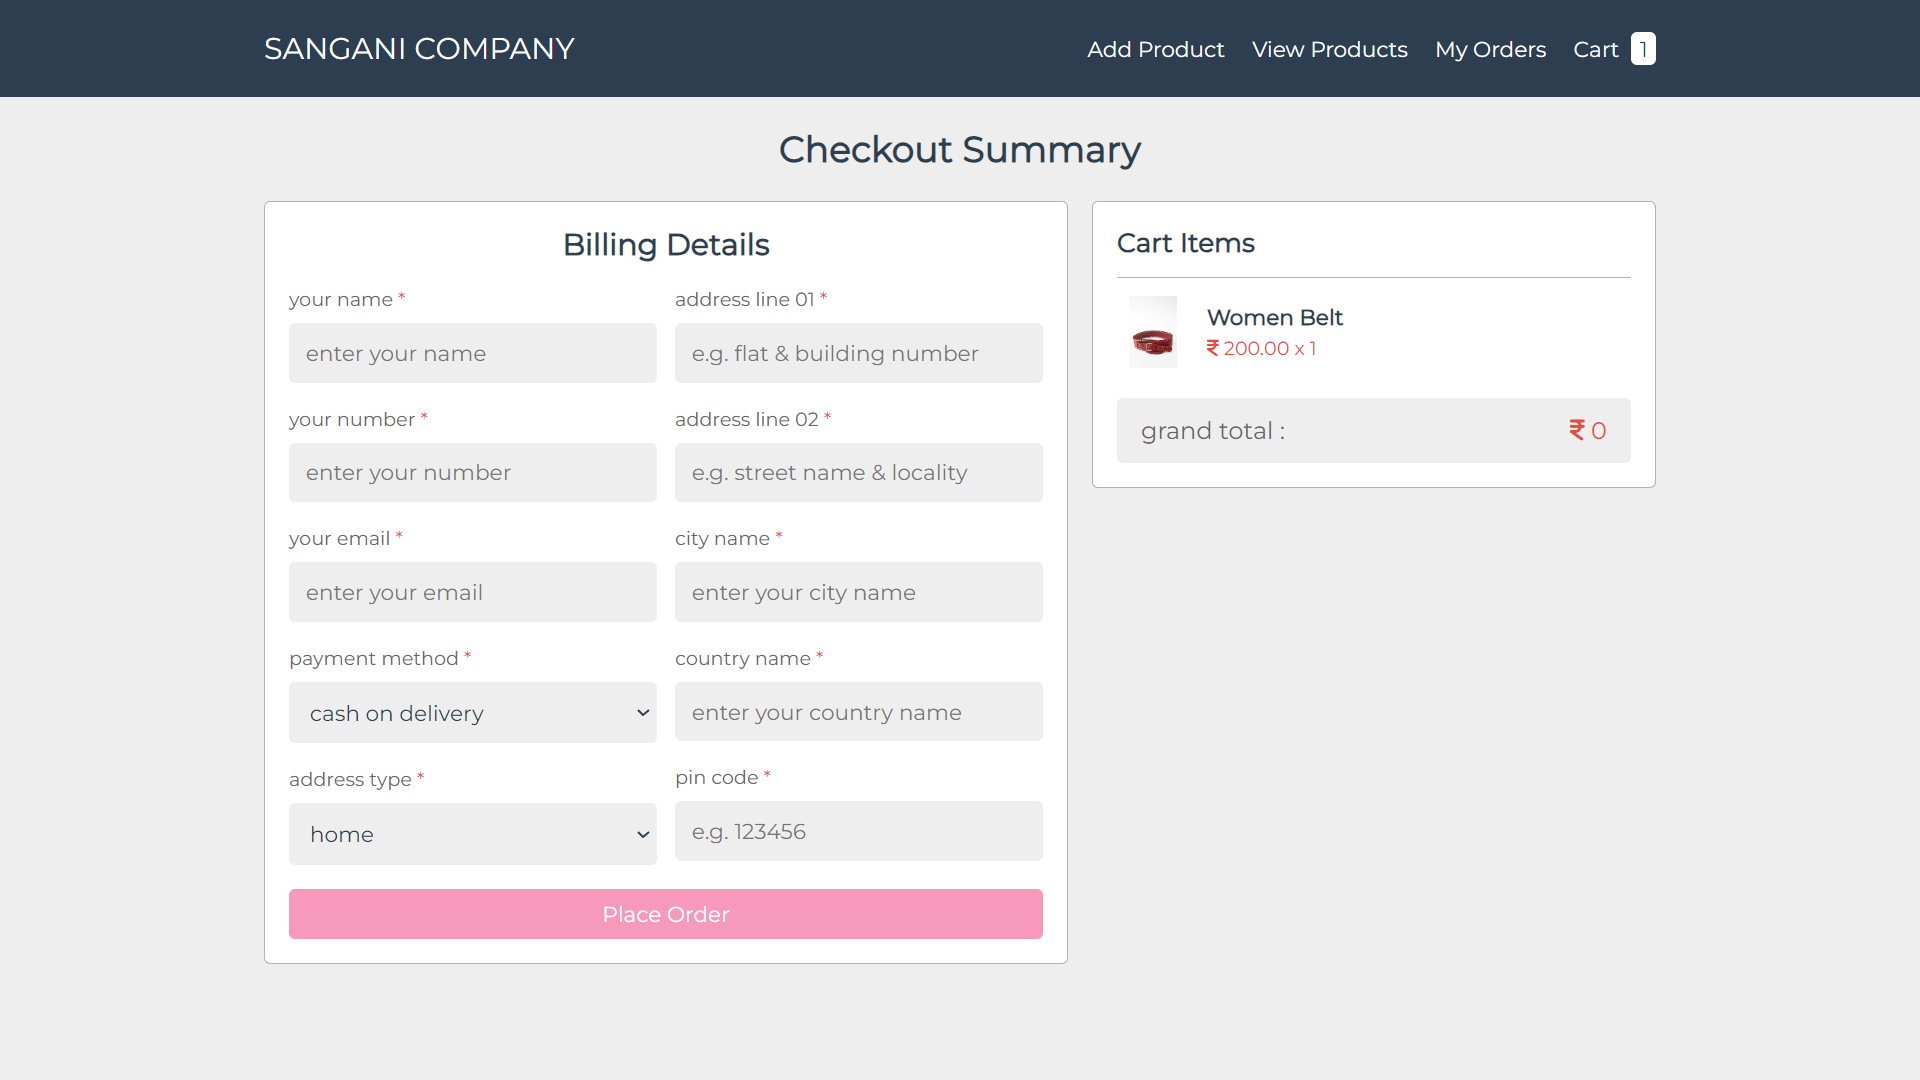 SANGANI COMPANY
Add Product View Products My Orders Cart 1
Checkout Summary
Billing Details
your name *
enter your name
your number *
enter your number
your email *
enter your email
payment method *
cash on delivery
address type *
home
address line 01 *
e.g. flat & building number
address line 02 *
e.g. street name & locality
city name *
enter your city name
country name *
enter your country name
pin code *
e.g. 123456
Place Order
Cart Items
Women Belt
₹ 200.00 x 1
grand total : ₹ 0